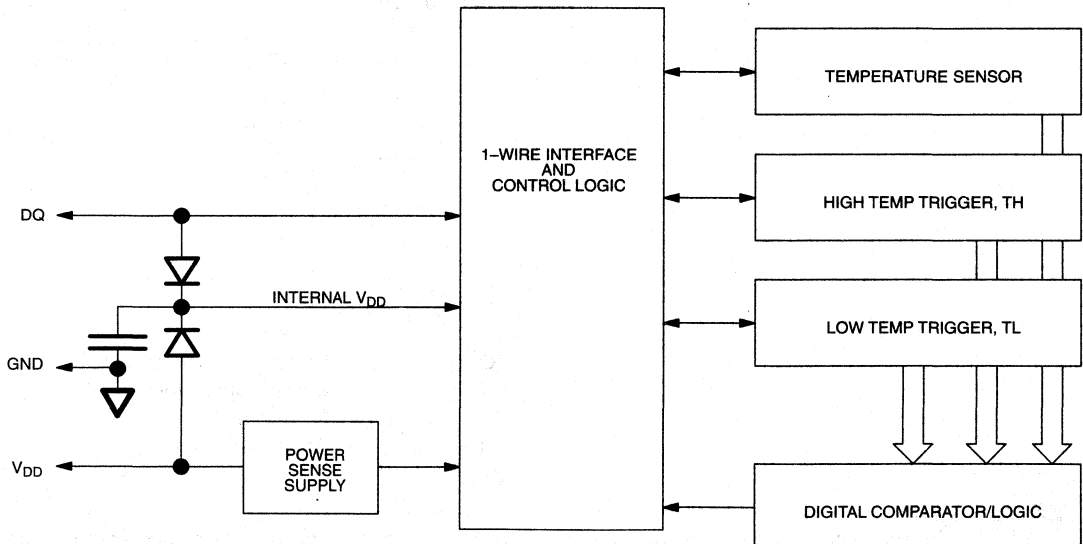 TEMPERATURE SENSOR
1–WIRE INTERFACE
AND
CONTROL LOGIC
HIGH TEMP TRIGGER, TH
DQ
INTERNAL VDD
LOW TEMP TRIGGER, TL
GND
POWER
SENSE
SUPPLY
VDD
DIGITAL COMPARATOR/LOGIC